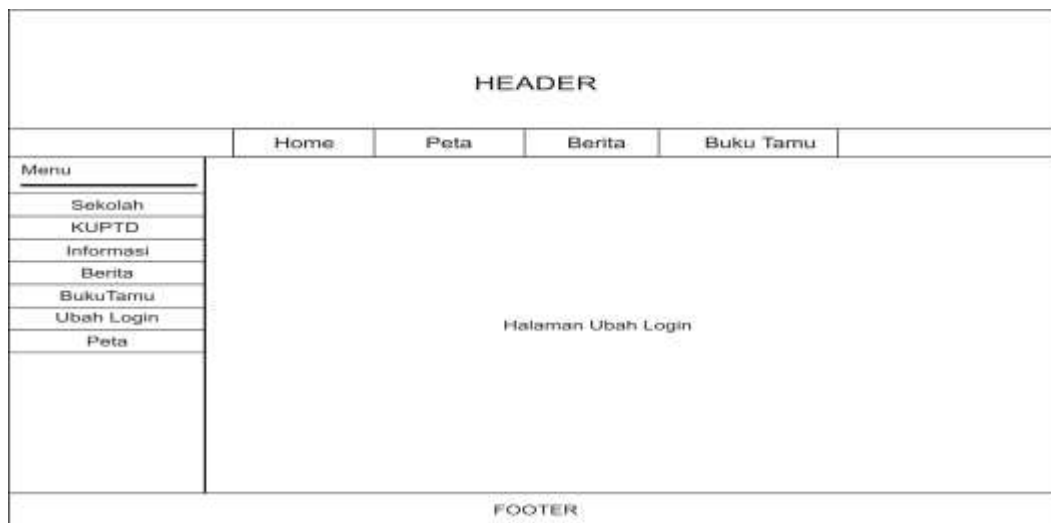 HEADER
Home Peta Berita Buku Tamu
Menu
Sekolah
KUPTD
Informasi
Berita
BukuTamu
Ubah Login
Peta
Halaman Ubah Login
FOOTER